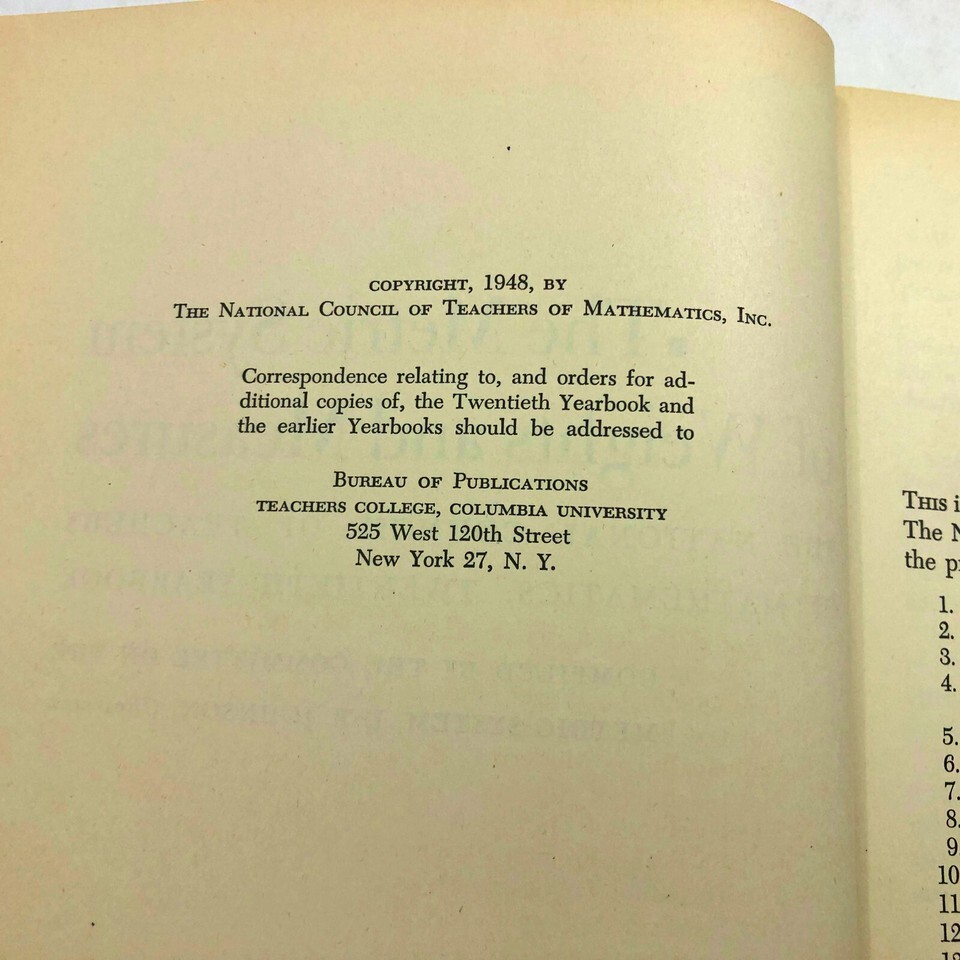 COPYRIGHT, 1948, BY
THE NATIONAL COUNCIL OF TEACHERS OF MATHEMATICS, INC.
Correspondence relating to, and orders for ad-
ditional copies of, the Twentieth Yearbook and
the earlier Yearbooks should be addressed to
BUREAU OF PUBLICATIONS
TEACHERS COLLEGE, COLUMBIA UNIVERSITY
525 West 120th Street
New York 27, N. Y.
THIS i
The N
the p
1.
2.
3.
4.
5.
6.
7.
8.
9
10
11
12